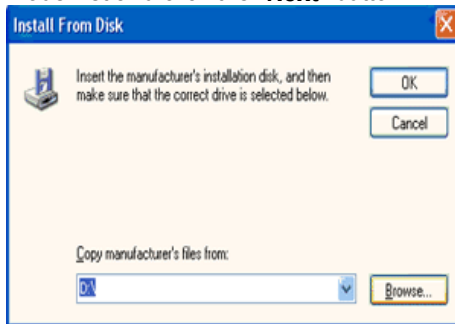 Install From Disk
Insert the manufacturer's installation disk, and then
make sure that the correct drive is selected below.
OK
Cancel
Copy manufacturer's files from:
D:\
Browse...